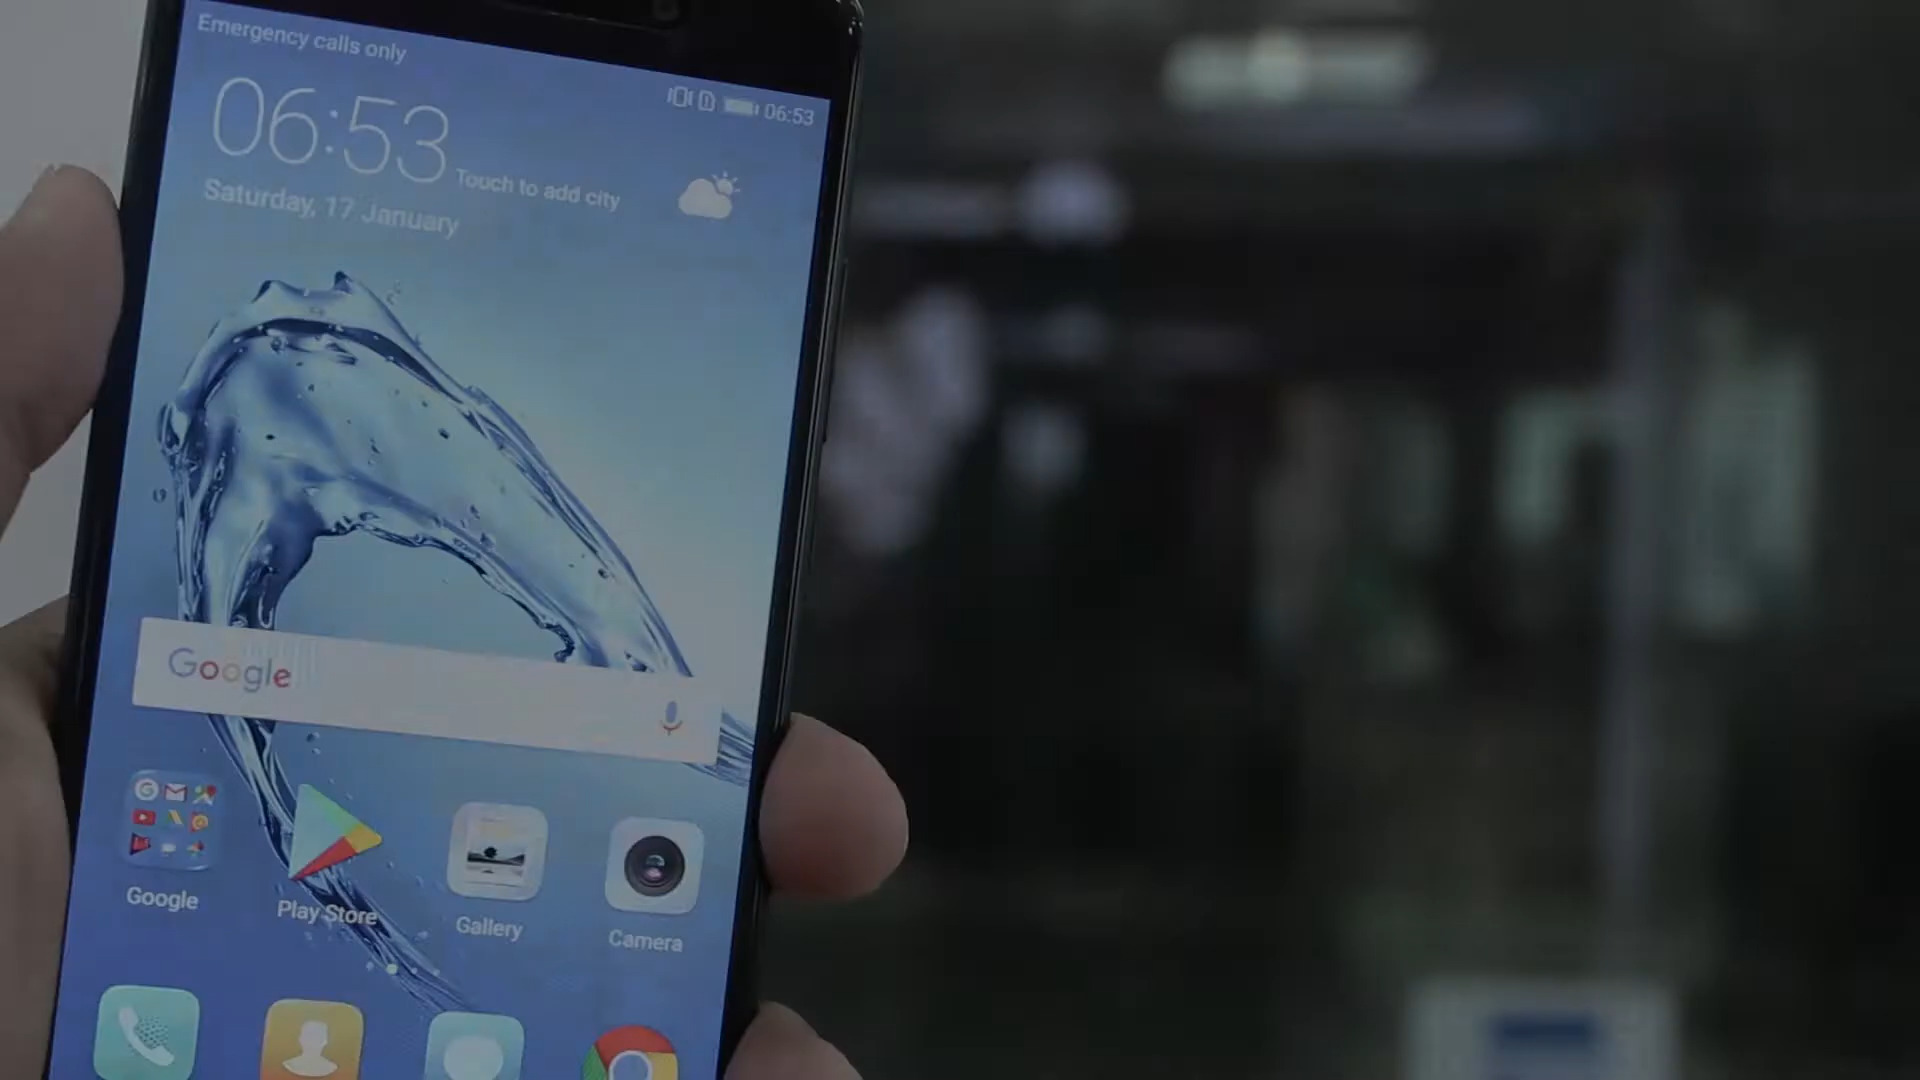 Emergency calls only
06:53
06:53
Touch to add city
Saturday, 17 January
Google
Google
Play Store
Gallery
Camera